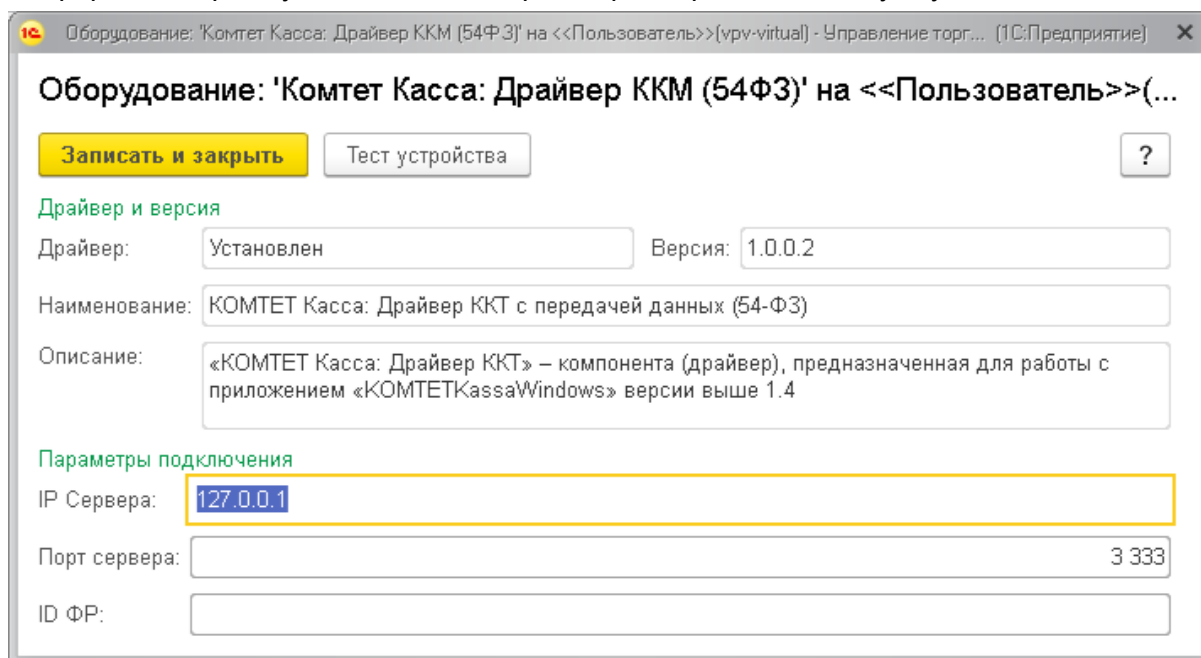 1С Оборудование: 'Комтет Касса: Драйвер ККМ (54ФЗ)' на <<Пользователь>>(vpv-virtual) - Управление торг... (1С:Предприятие)
Оборудование: 'Комтет Касса: Драйвер ККМ (54ФЗ)' на <<Пользователь>>(...
Записать и закрыть Тест устройства ?
Драйвер и версия
Драйвер: Установлен Версия: 1.0.0.2
Наименование: КОМТЕТ Касса: Драйвер ККТ с передачей данных (54-ФЗ)
Описание: «КОМТЕТ Касса: Драйвер ККТ» – компонента (драйвер), предназначенная для работы с
приложением «KOMTETKassaWindows» версии выше 1.4
Параметры подключения
IP Сервера: 127.0.0.1
Порт сервера: 3 333
ID ФР: